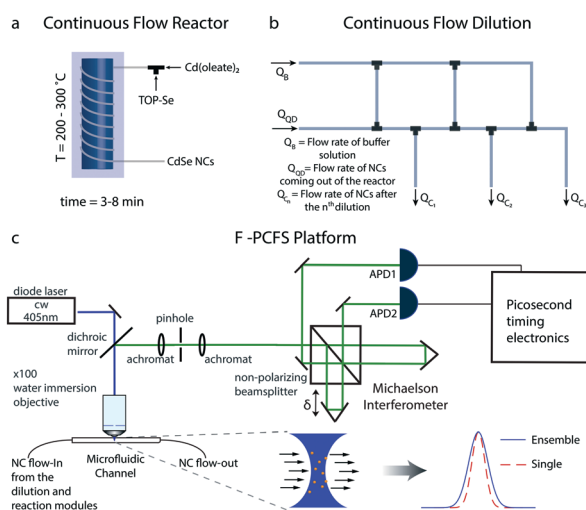 a
Continuous Flow Reactor
T = 200 - 300 ˚C
Cd(oleate)₂
TOP-Se
CdSe NCs
time = 3-8 min
b
Continuous Flow Dilution
Q_B
Q_QD
Q_B = Flow rate of buffer
solution
Q_QD= Flow rate of NCs
coming out of the reactor
Q_Cn= Flow rate of NCs after
the nᵗʰdilution
Q_C₁
Q_C₂
c
F -PCFS Platform
diode laser
cw
405nm
dichroic
mirror
pinhole
achromat
achromat
x100
water immersion
objective
non-polarizing
beamsplitter
δ
Michaelson
Interferometer
APD1
APD2
Picosecond
timing
electronics
NC flow-In
from the
dilution and
reaction modules
Microfluidic
Channel
NC flow-out
Ensemble
Single